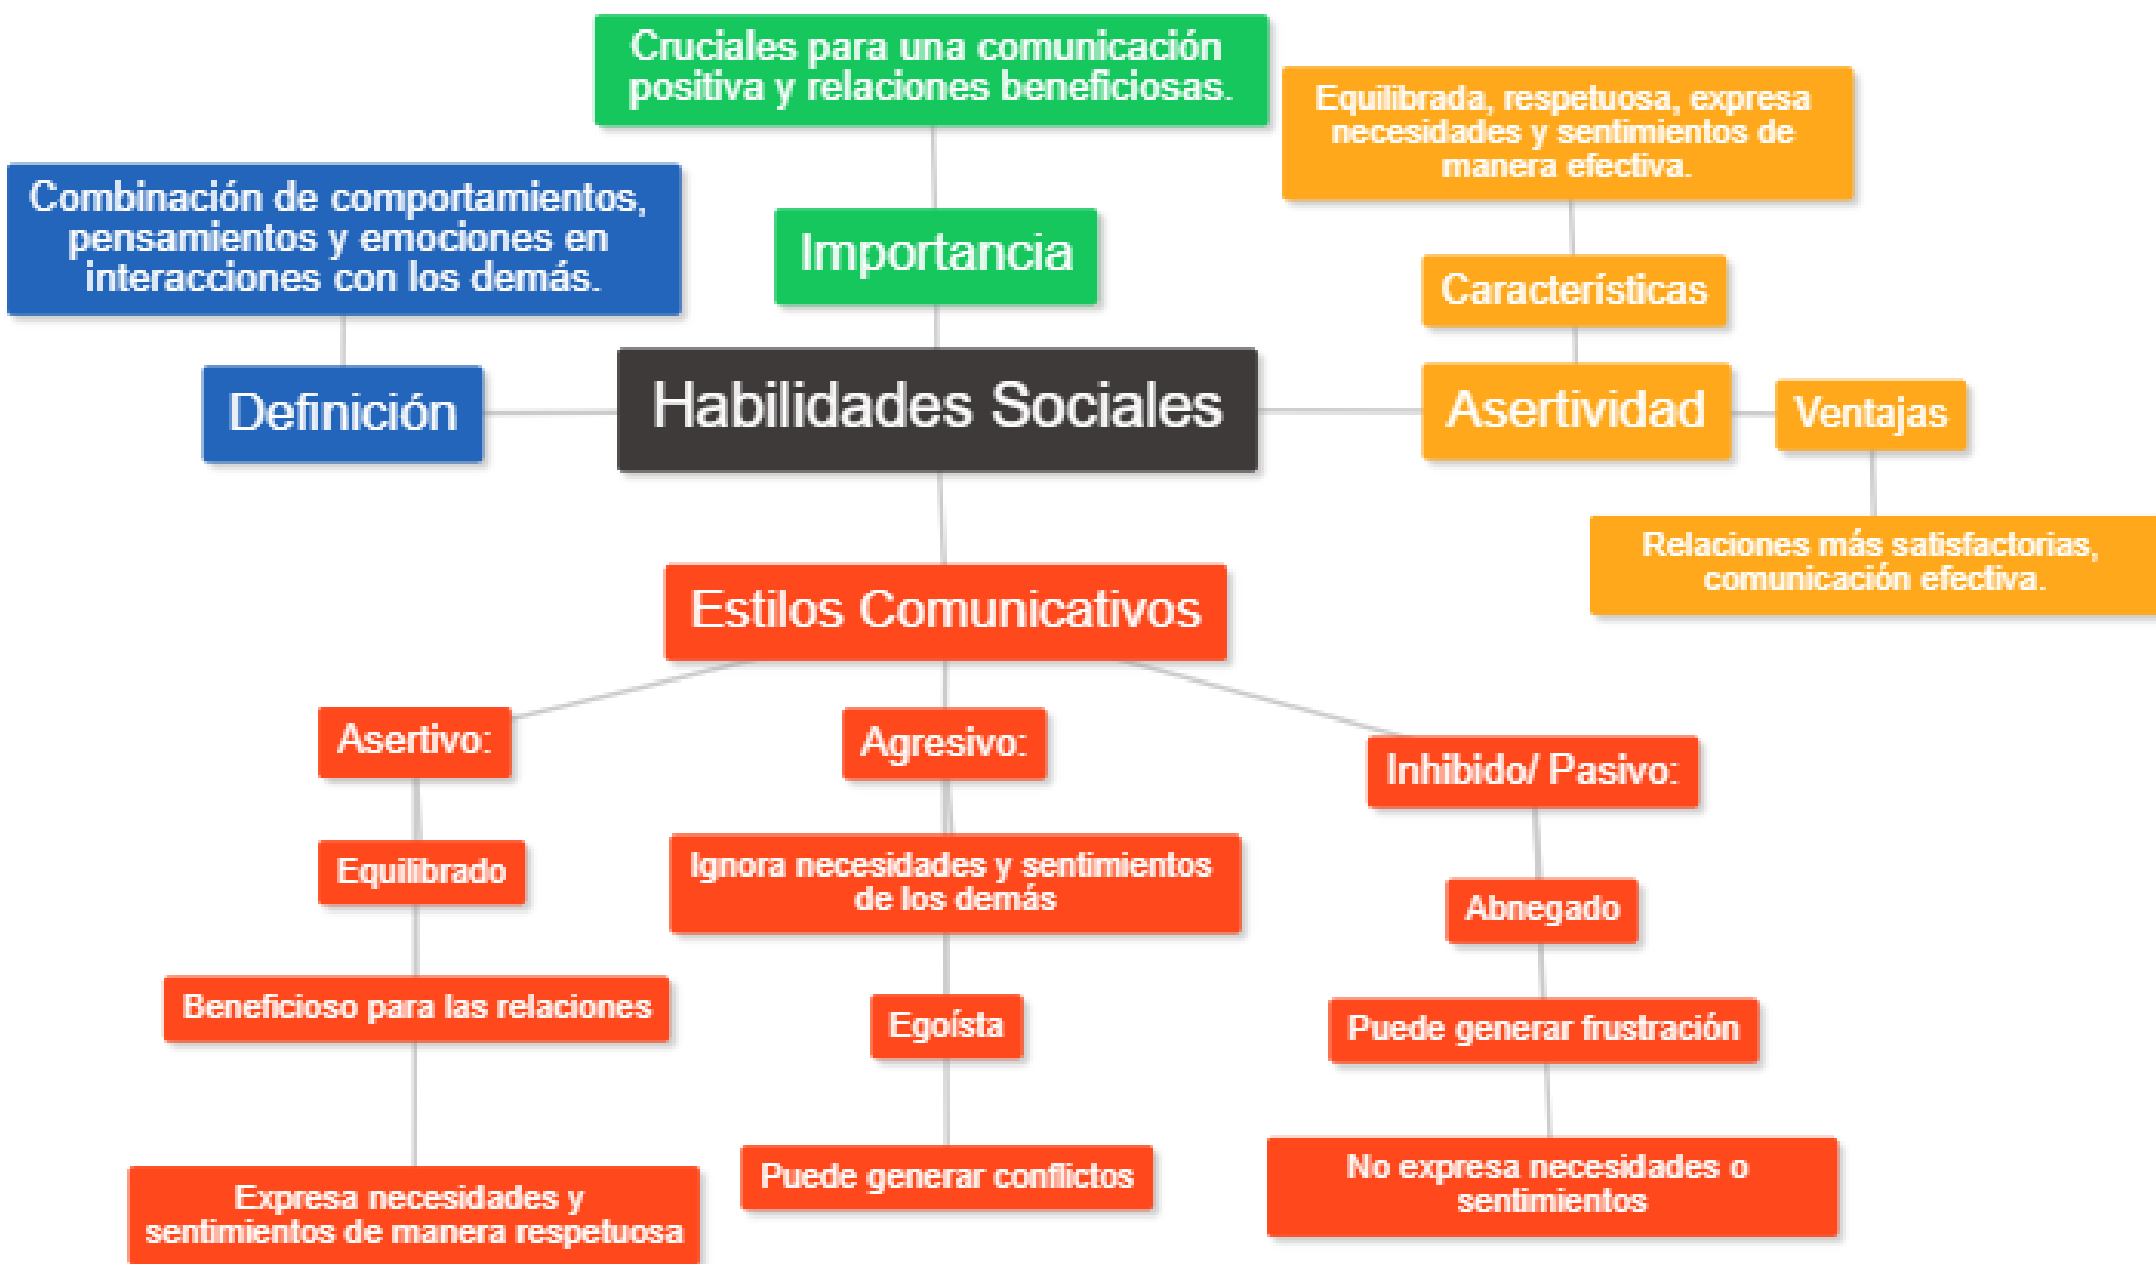 Cruciales para una comunicación
positiva y relaciones beneficiosas.
Equilibrada, respetuosa, expresa
necesidades y sentimientos de
manera efectiva.
Combinación de comportamientos,
pensamientos y emociones en
interacciones con los demás.
Importancia
Características
Definición
Habilidades Sociales
Asertividad
Ventajas
Relaciones más satisfactorias,
comunicación efectiva.
Estilos Comunicativos
Asertivo:
Agresivo:
Inhibido/ Pasivo:
Equilibrado
Ignora necesidades y sentimientos
de los demás
Abnegado
Beneficioso para las relaciones
Egoísta
Puede generar frustración
Expresa necesidades y
sentimientos de manera respetuosa
Puede generar conflictos
No expresa necesidades o
sentimientos